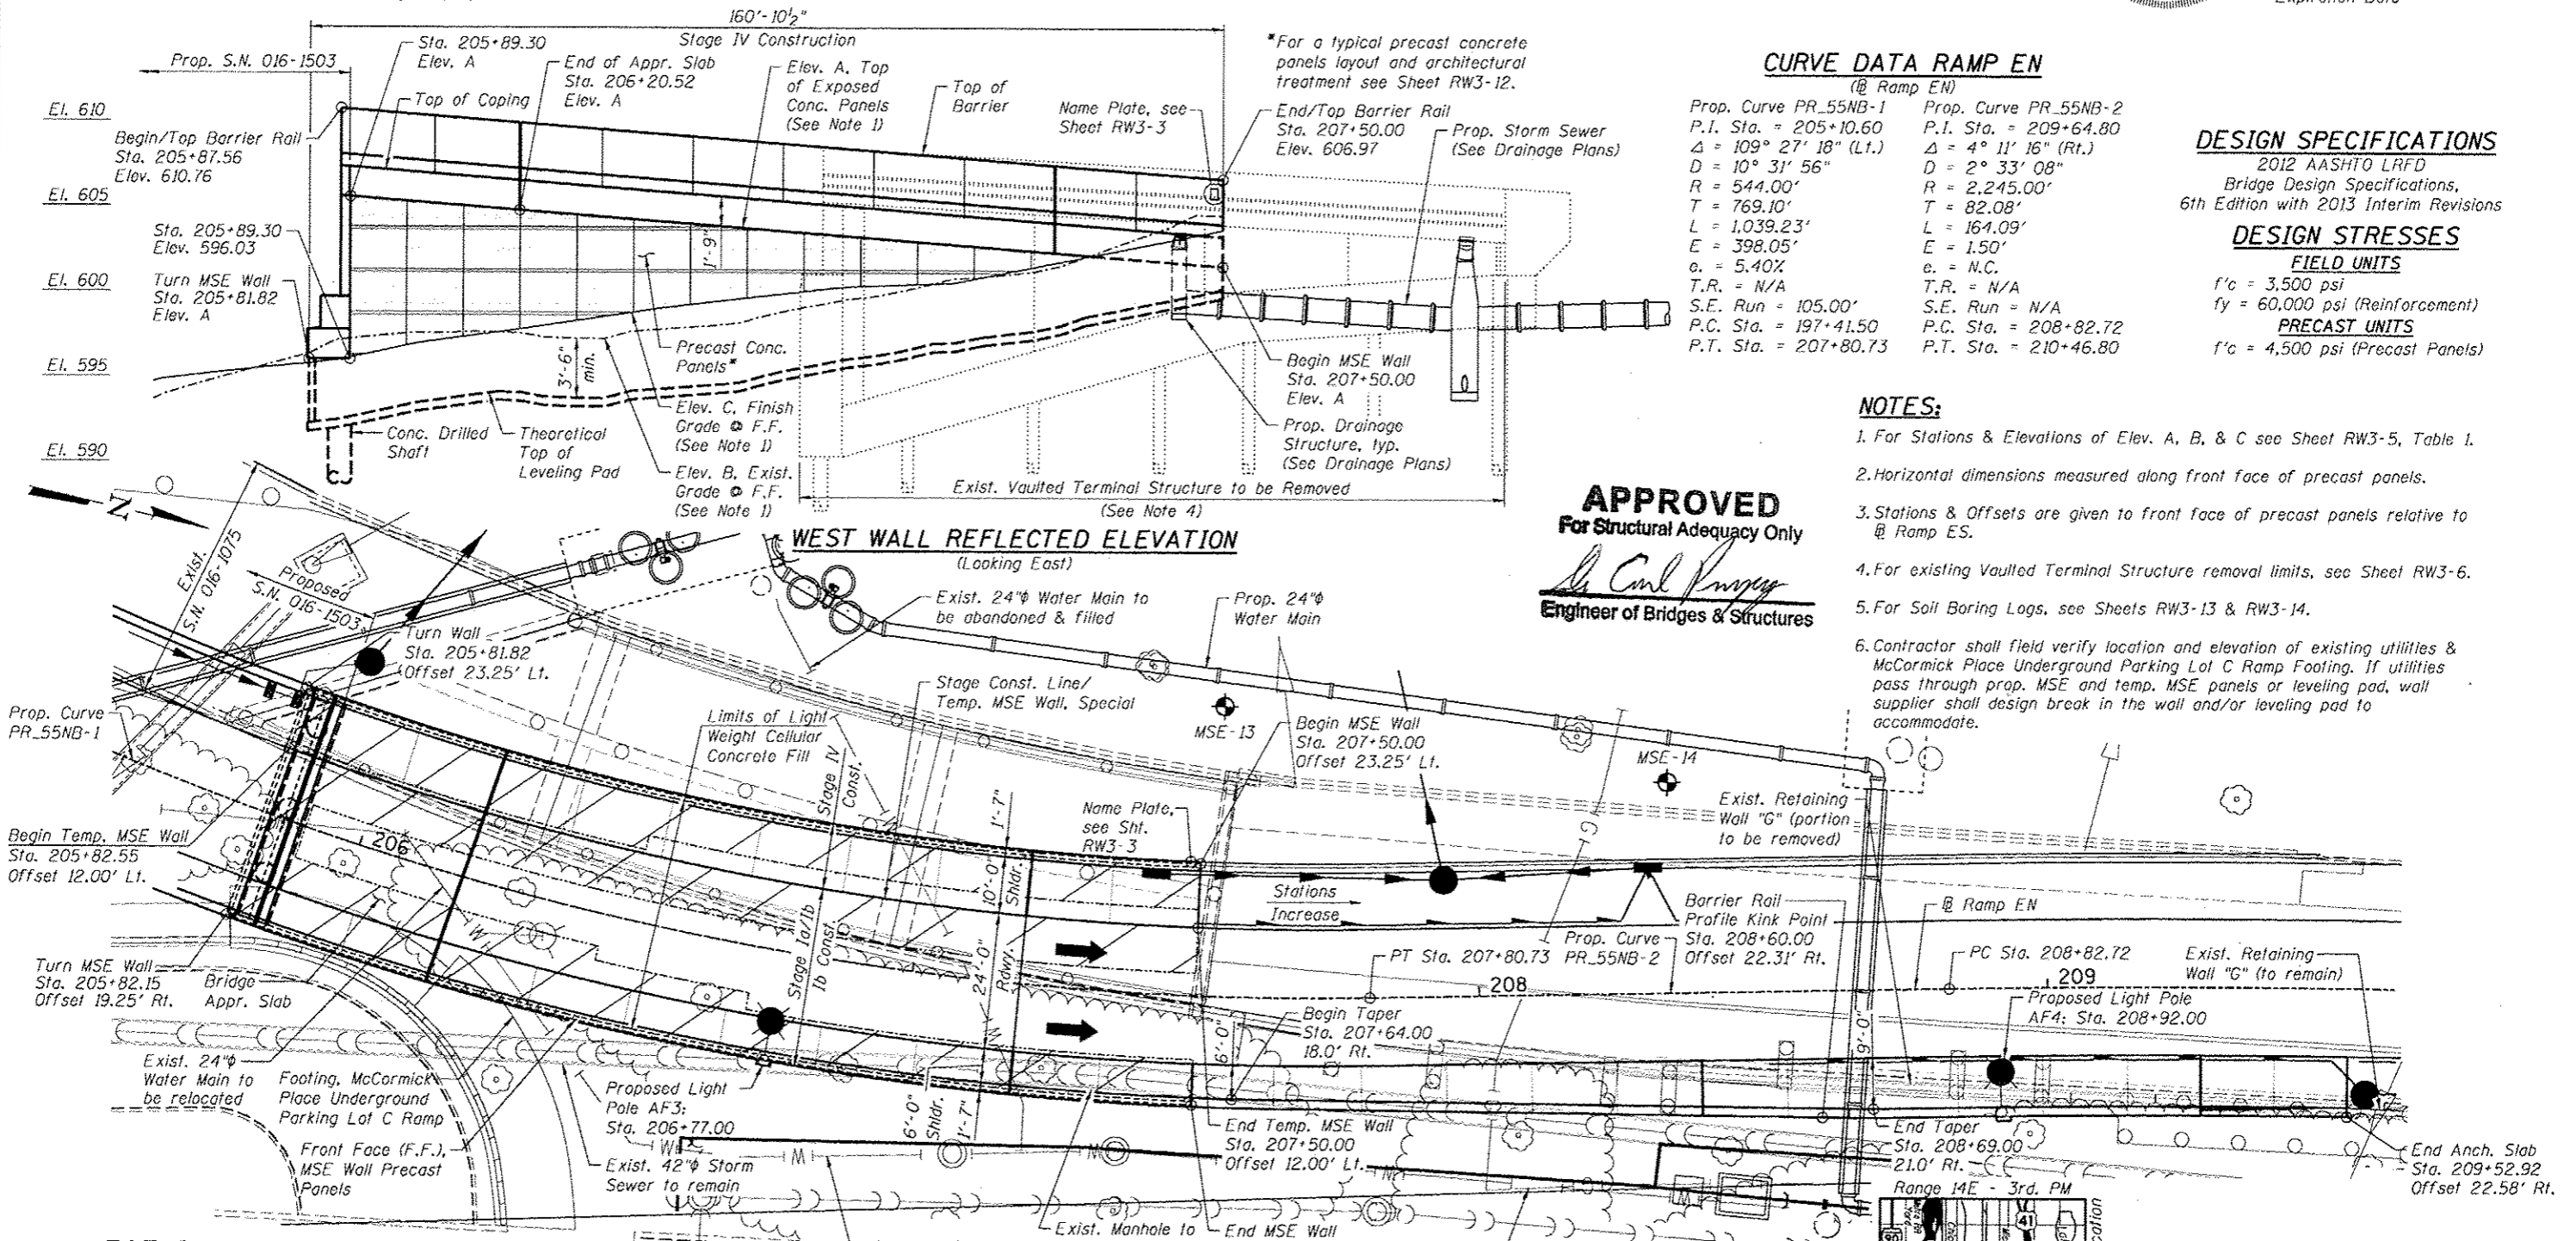 160'-10½"
Stage IV Construction
Prop. S.N. 016-1503
Sta. 205+89.30
Elev. A
End of Appr. Slab
Sta. 206+20.52
Elev. A
Elev. A, Top
of Exposed
Conc. Panels
(See Note 1)
Top of
Barrier
Top of Coping
*For a typical precast concrete
panels layout and architectural
treatment see Sheet RW3-12.
Name Plate, see
Sheet RW3-3
End/Top Barrier Rail
Sta. 207+50.00
Elev. 606.97
Prop. Storm Sewer
(See Drainage Plans)
El. 610
Begin/Top Barrier Rail
Sta. 205+87.56
Elev. 610.76
El. 605
Sta. 205+89.30
Elev. 596.03
El. 600
Turn MSE Wall
Sta. 205+81.82
Elev. A
El. 595
El. 590
1'-9"
3'-6"
min.
Precast Conc.
Panels*
Conc. Drilled
Shaft
Theoretical
Top of
Leveling Pad
Elev. C, Finish
Grade @ F.F.
(See Note 1)
Elev. B, Exist.
Grade @ F.F.
(See Note 1)
Begin MSE Wall
Sta. 207+50.00
Elev. A
Prop. Drainage
Structure, typ.
(See Drainage Plans)
Exist. Vaulted Terminal Structure to be Removed
(See Note 4)
WEST WALL REFLECTED ELEVATION
(Looking East)
CURVE DATA RAMP EN
(℄ Ramp EN)
Prop. Curve PR_55NB-1
P.I. Sta. = 205+10.60
Δ = 109° 27' 18" (Lt.)
D = 10° 31' 56"
R = 544.00'
T = 769.10'
L = 1,039.23'
E = 398.05'
e. = 5.40%
T.R. = N/A
S.E. Run = 105.00'
P.C. Sta. = 197+41.50
P.T. Sta. = 207+80.73
Prop. Curve PR_55NB-2
P.I. Sta. = 209+64.80
Δ = 4° 11' 16" (Rt.)
D = 2° 33' 08"
R = 2,245.00'
T = 82.08'
L = 164.09'
E = 1.50'
e. = N.C.
T.R. = N/A
S.E. Run = N/A
P.C. Sta. = 208+82.72
P.T. Sta. = 210+46.80
DESIGN SPECIFICATIONS
2012 AASHTO LRFD
Bridge Design Specifications,
6th Edition with 2013 Interim Revisions
DESIGN STRESSES
FIELD UNITS
f'c = 3,500 psi
fy = 60,000 psi (Reinforcement)
PRECAST UNITS
f'c = 4,500 psi (Precast Panels)
NOTES:
1. For Stations & Elevations of Elev. A, B, & C see Sheet RW3-5, Table 1.
2. Horizontal dimensions measured along front face of precast panels.
3. Stations & Offsets are given to front face of precast panels relative to
℄ Ramp ES.
4. For existing Vaulted Terminal Structure removal limits, see Sheet RW3-6.
5. For Soil Boring Logs, see Sheets RW3-13 & RW3-14.
6. Contractor shall field verify location and elevation of existing utilities &
McCormick Place Underground Parking Lot C Ramp Footing. If utilities
pass through prop. MSE and temp. MSE panels or leveling pad, wall
supplier shall design break in the wall and/or leveling pad to
accommodate.
APPROVED
For Structural Adequacy Only
Engineer of Bridges & Structures
N
Exist.
S.N. 016-1075
Proposed
S.N. 016-1503
Turn Wall
Sta. 205+81.82
Offset 23.25' Lt.
Exist. 24"φ Water Main to
be abandoned & filled
Prop. 24"φ
Water Main
Stage Const. Line/
Temp. MSE Wall, Special
Limits of Light
Weight Cellular
Concrete Fill
MSE-13
MSE-14
Begin MSE Wall
Sta. 207+50.00
Offset 23.25' Lt.
Prop. Curve
PR_55NB-1
Begin Temp. MSE Wall
Sta. 205+82.55
Offset 12.00' Lt.
206
Stage IV
Const.
Stage Ia/Ib
Ib Const.
1'-7"
10'-0"
Shldr.
24'-0"
Rdwy.
6'-0"
Shldr.
1'-7"
Name Plate,
see Sht.
RW3-3
Exist. Retaining
Wall "G" (portion
to be removed)
G
Stations
Increase
Barrier Rail
Profile Kink Point
Sta. 208+60.00
Offset 22.31' Rt.
℄ Ramp EN
PT Sta. 207+80.73
Prop. Curve
PR_55NB-2
208
PC Sta. 208+82.72
209
Exist. Retaining
Wall "G" (to remain)
Proposed Light Pole
AF4; Sta. 208+92.00
Turn MSE Wall
Sta. 205+82.15
Offset 19.25' Rt.
Bridge
Appr. Slab
Exist. 24"φ
Water Main to
be relocated
Footing, McCormick
Place Underground
Parking Lot C Ramp
Front Face (F.F.),
MSE Wall Precast
Panels
Proposed Light
Pole AF3;
Sta. 206+77.00
Exist. 42"φ Storm
Sewer to remain
Begin Taper
Sta. 207+64.00
18.0' Rt.
6'-0"
End Temp. MSE Wall
Sta. 207+50.00
Offset 12.00' Lt.
End Taper
Sta. 208+69.00
21.0' Rt.
End Anch. Slab
Sta. 209+52.92
Offset 22.58' Rt.
Exist. Manhole to
End MSE Wall
Range 14E - 3rd. PM
41